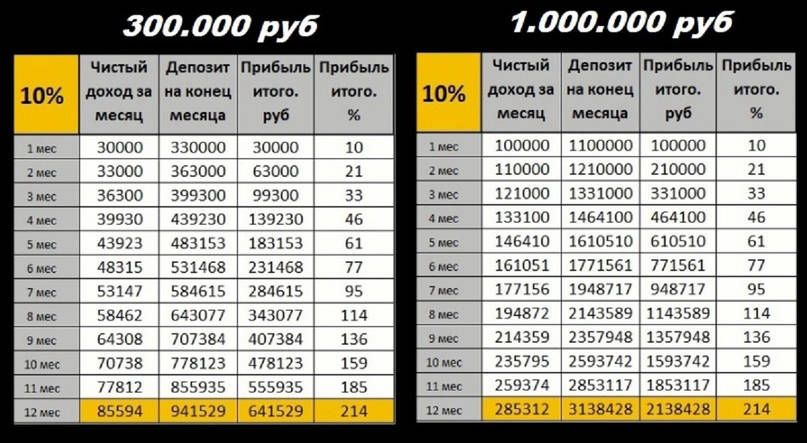 300.000 руб
10% Чистый доход за месяц Депозит на конец месяца Прибыль итого. руб Прибыль итого. %
1 мес 30000 330000 30000 10
2 мес 33000 363000 63000 21
3 мес 36300 399300 99300 33
4 мес 39930 439230 139230 46
5 мес 43923 483153 183153 61
6 мес 48315 531468 231468 77
7 мес 53147 584615 284615 95
8 мес 58462 643077 343077 114
9 мес 64308 707384 407384 136
10 мес 70738 778123 478123 159
11 мес 77812 855935 555935 185
12 мес 85594 941529 641529 214
1.000.000 руб
10% Чистый доход за месяц Депозит на конец месяца Прибыль итого. руб Прибыль итого. %
1 мес 100000 1100000 100000 10
2 мес 110000 1210000 210000 21
3 мес 121000 1331000 331000 33
4 мес 133100 1464100 464100 46
5 мес 146410 1610510 610510 61
6 мес 161051 1771561 771561 77
7 мес 177156 1948717 948717 95
8 мес 194872 2143589 1143589 114
9 мес 214359 2357948 1357948 136
10 мес 235795 2593742 1593742 159
11 мес 259374 2853117 1853117 185
12 мес 285312 3138428 2138428 214